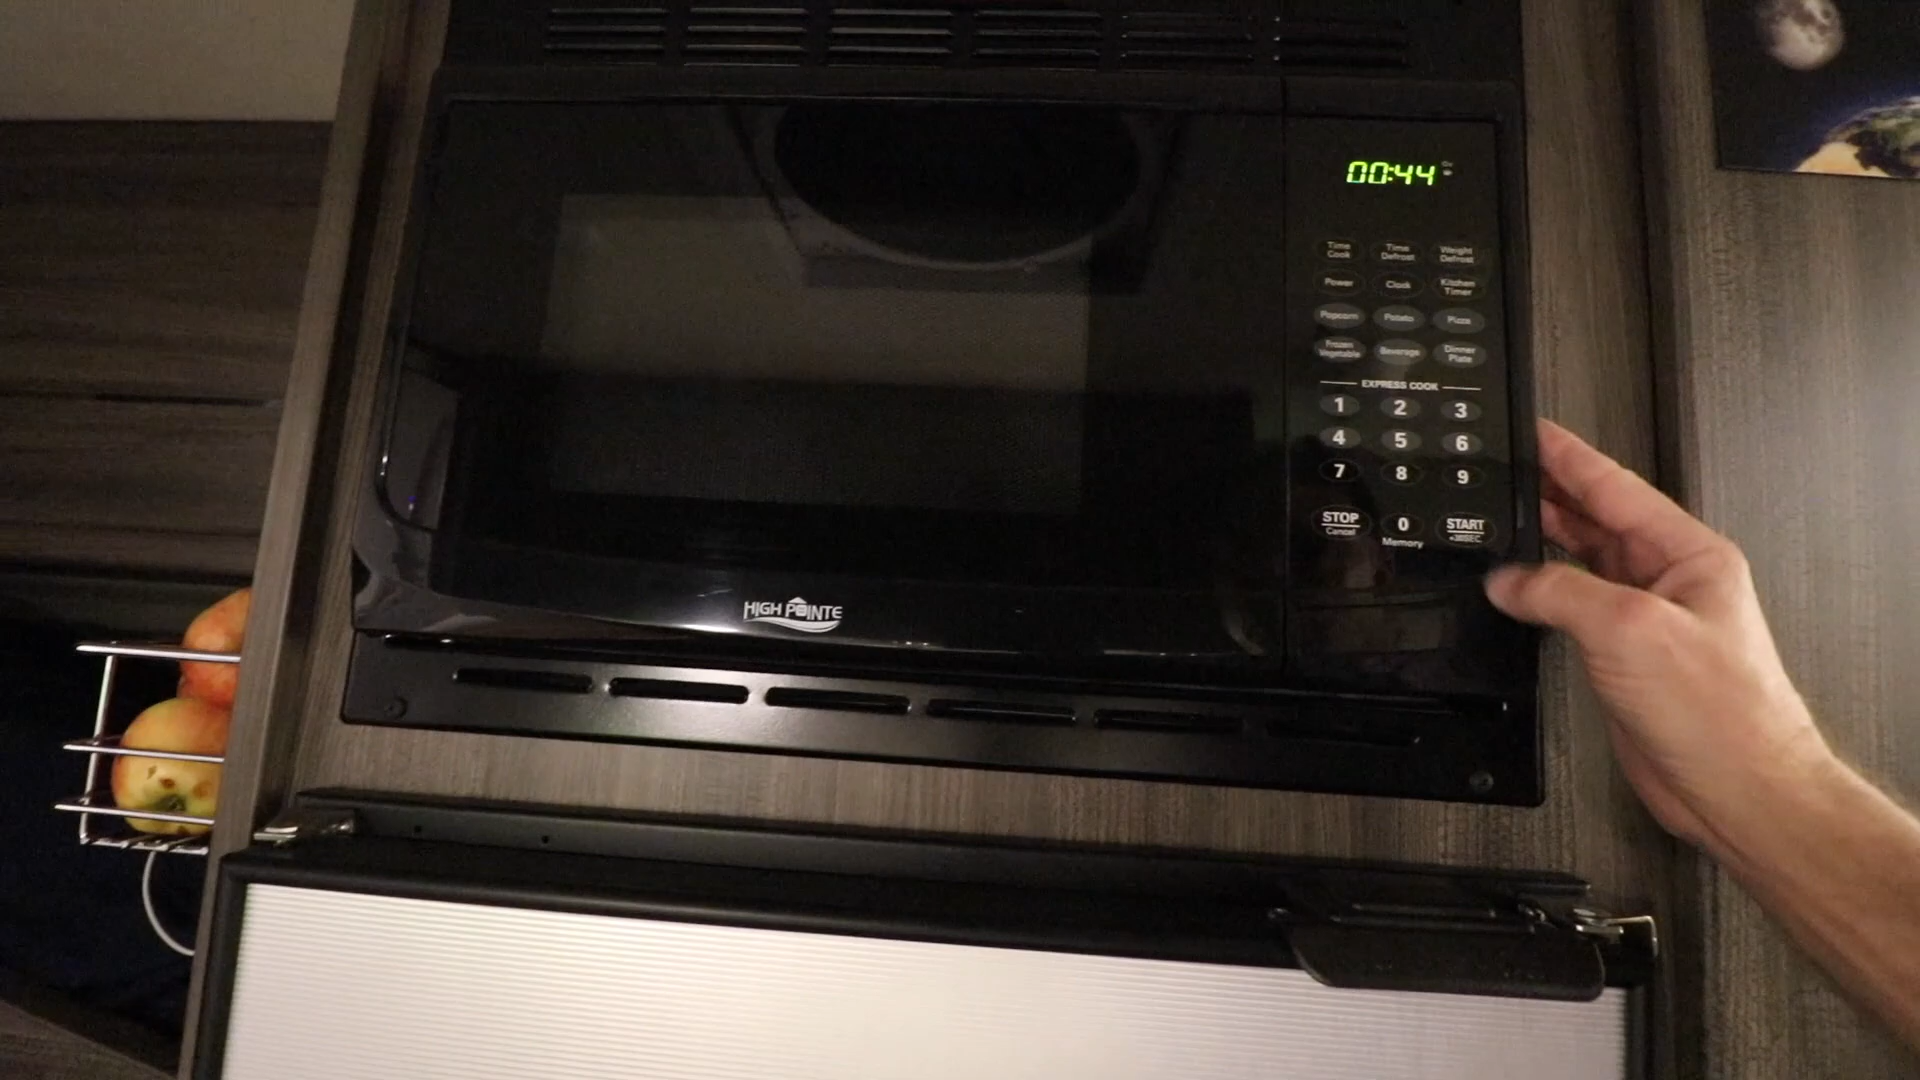 00:44
Time Cook
Time Defrost
Weight Defrost
Power
Clock
Kitchen Timer
Popcorn
Potato
Pizza
Frozen Vegetable
Beverage
Dinner Plate
EXPRESS COOK
1 2 3
4 5 6
7 8 9
STOP Cancel
0 Memory
START +30SEC
HIGH POINTE